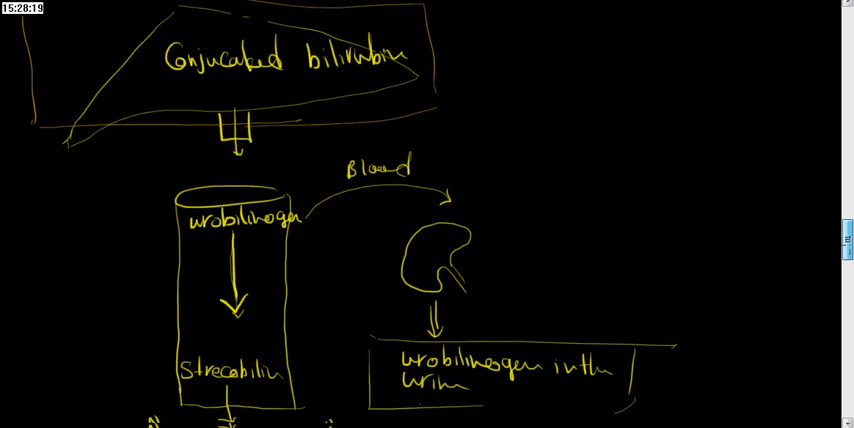 15:28:19
Conjucated bilirubin
Blood
urobilinogen
Strecobilin
urobilinogen in the
urine